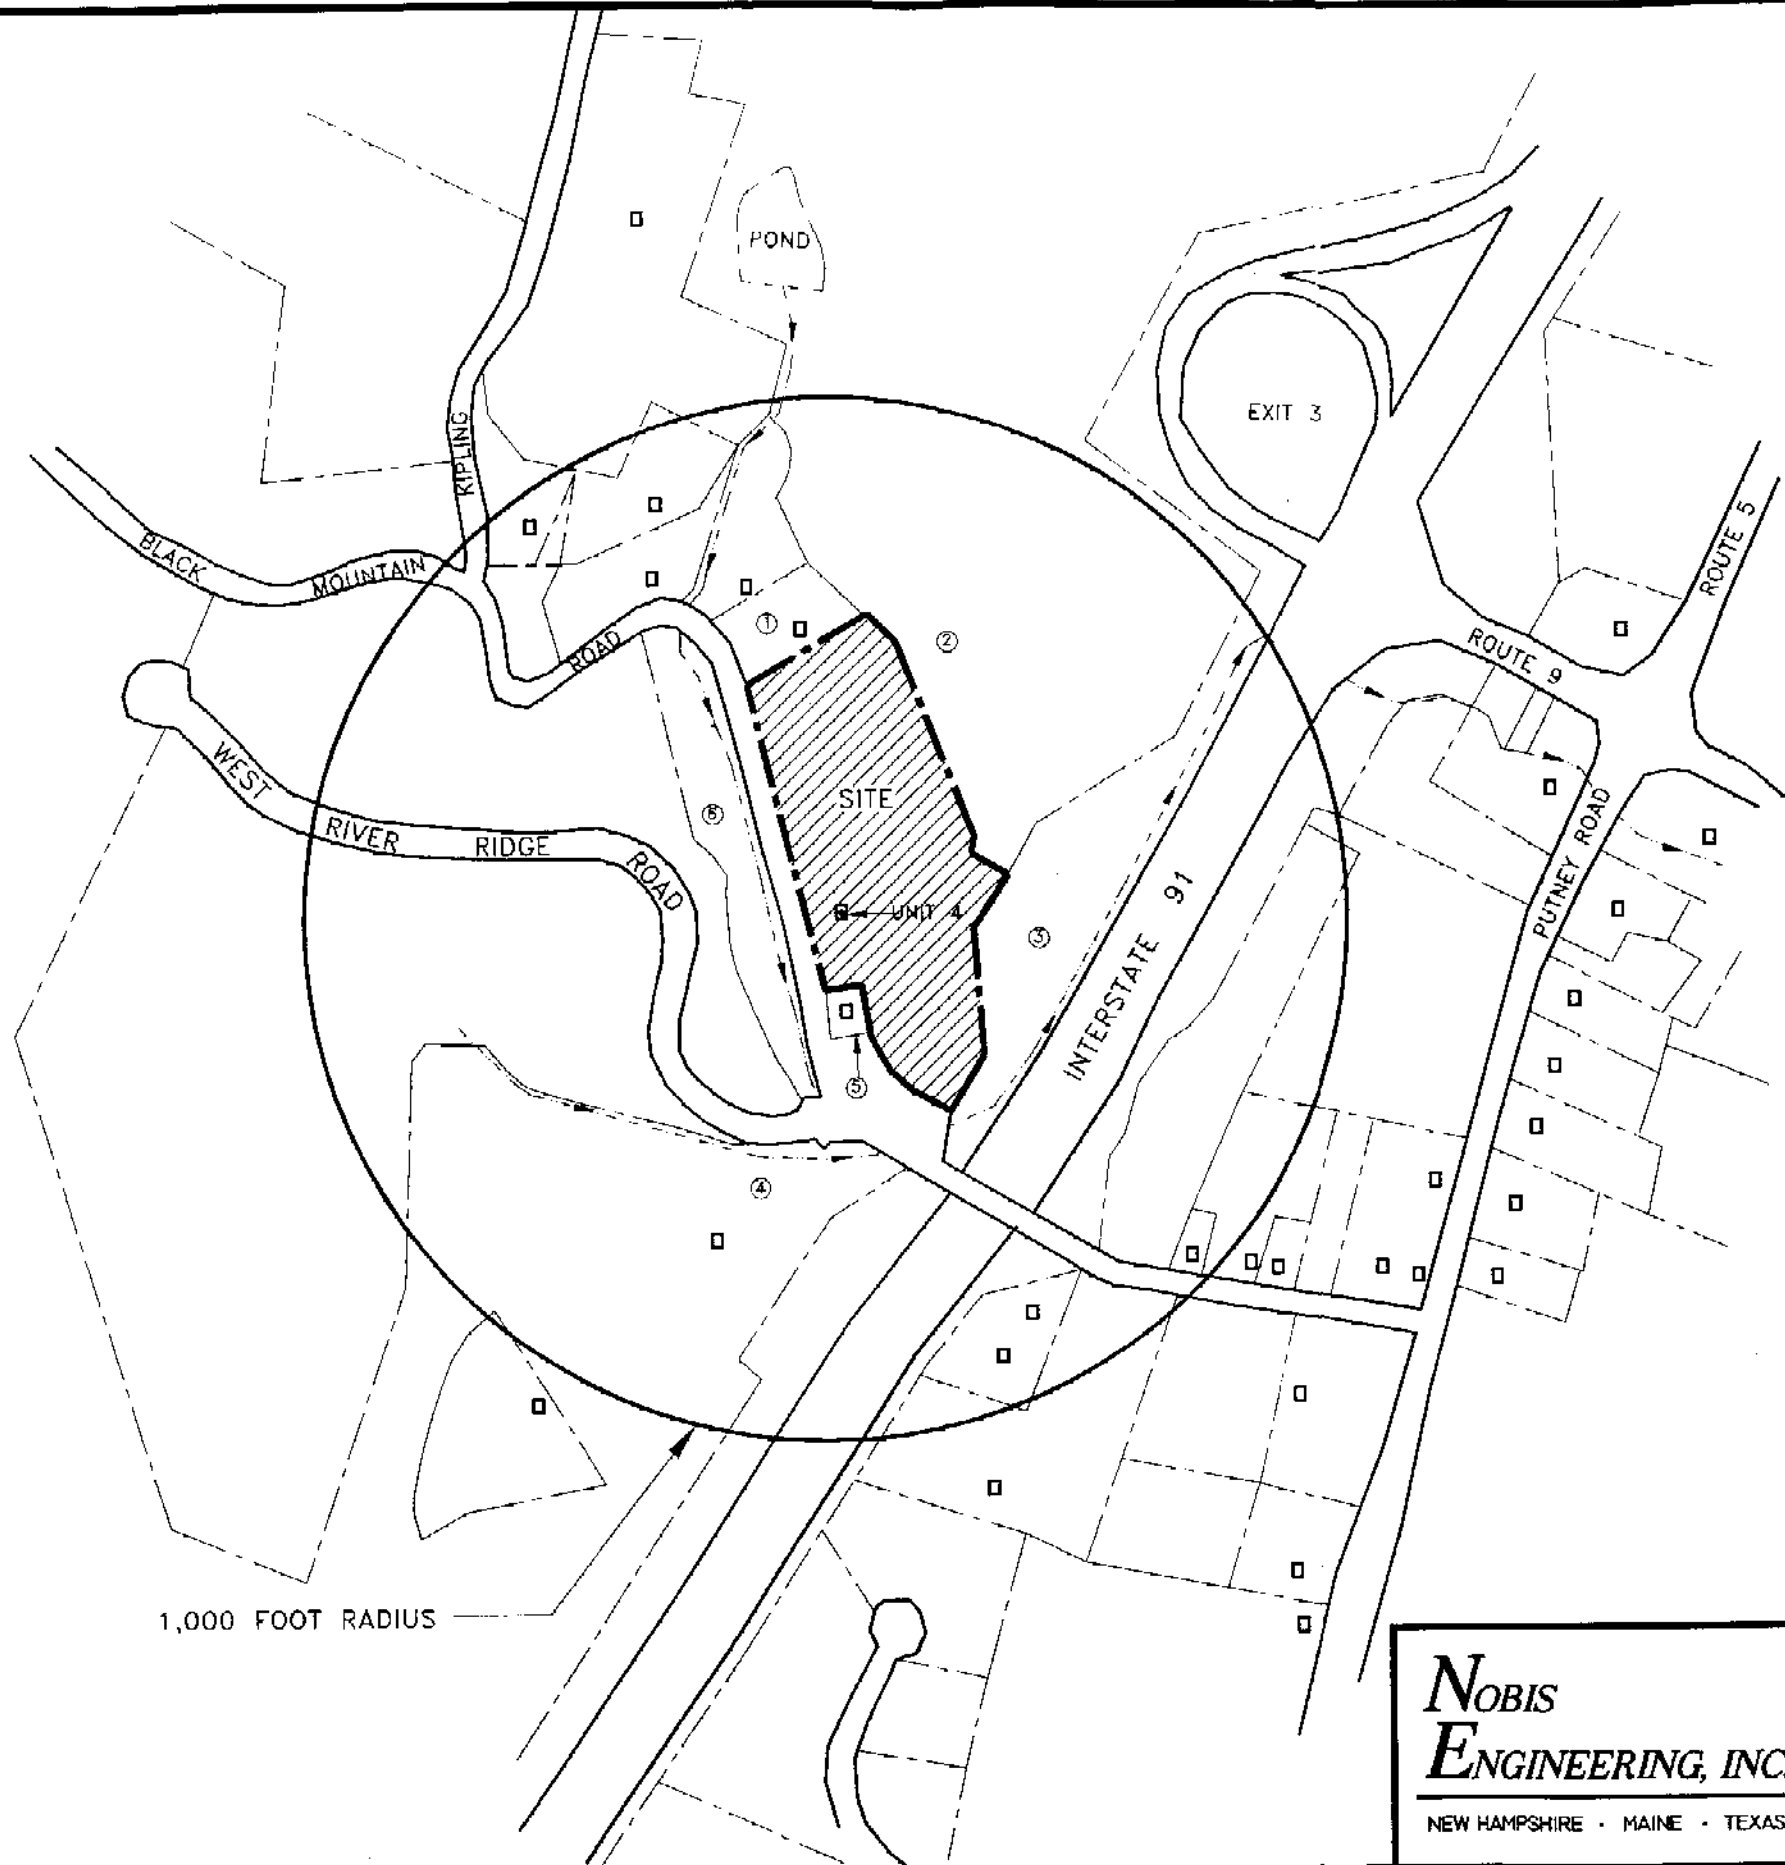 POND
EXIT 3
KIPLING
BLACK MOUNTAIN ROAD
ROUTE 5
ROUTE 9
①
②
WEST RIVER RIDGE ROAD
SITE
⑥
PUTNEY ROAD
UNIT 4
③
INTERSTATE 91
⑤
④
1,000 FOOT RADIUS
NOBIS
ENGINEERING, INC.
NEW HAMPSHIRE · MAINE · TEXAS